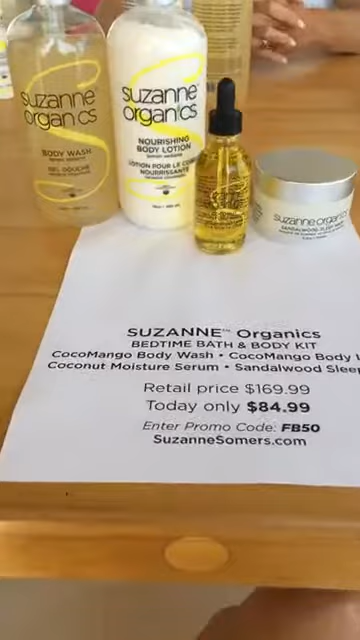 suzanne organics
BODY WASH
GEL DOUCHE
suzanne organics
NOURISHING
BODY LOTION
LOTION POUR LE CORPS
NOURRISSANTE
suzanne organics
SANDALWOOD SLEEP
SUZANNE™ Organics
BEDTIME BATH & BODY KIT
CocoMango Body Wash • CocoMango Body L
Coconut Moisture Serum • Sandalwood Sleep
Retail price $169.99
Today only $84.99
Enter Promo Code: FB50
SuzanneSomers.com